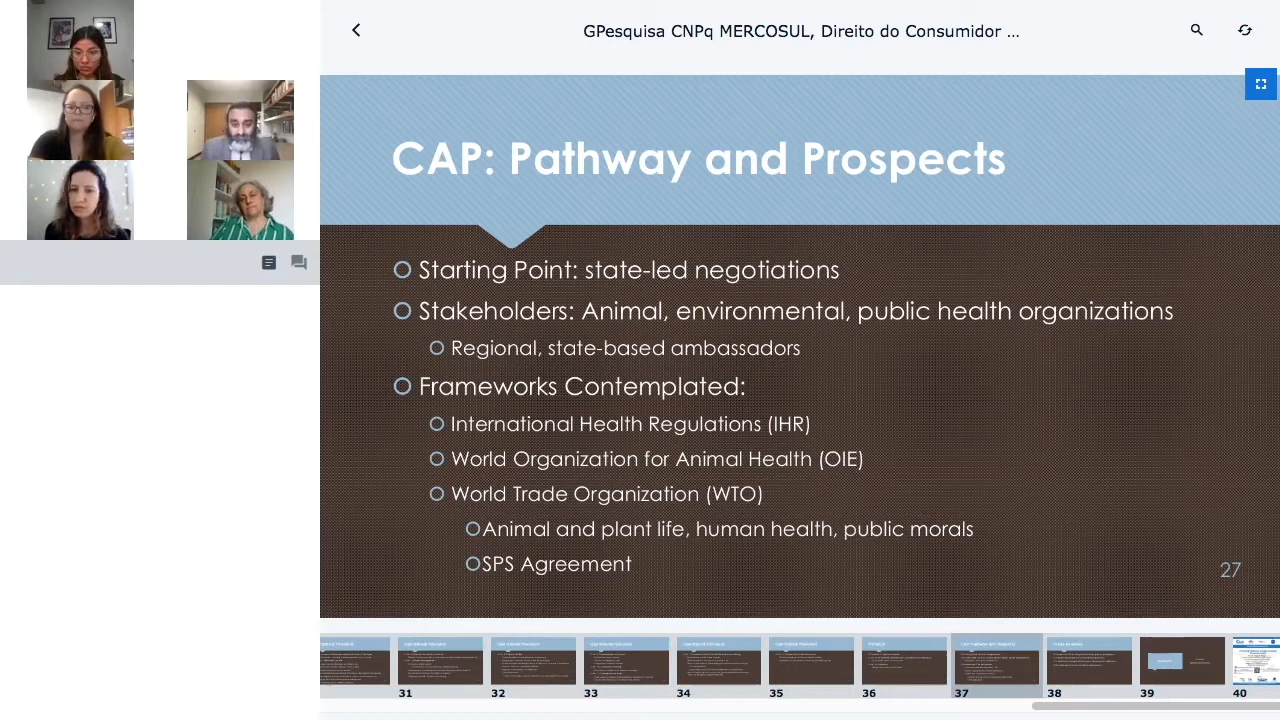 GPesquisa CNPq MERCOSUL, Direito do Consumidor ...
CAP: Pathway and Prospects
Starting Point: state-led negotiations
Stakeholders: Animal, environmental, public health organizations
Regional, state-based ambassadors
Frameworks Contemplated:
International Health Regulations (IHR)
World Organization for Animal Health (OIE)
World Trade Organization (WTO)
Animal and plant life, human health, public morals
SPS Agreement
27
31 32 33 34 35 36 37 38 39 40